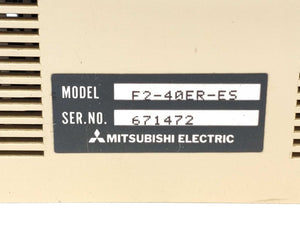 MODEL F2-40ER-ES
SER.NO. 671472
MITSUBISHI ELECTRIC